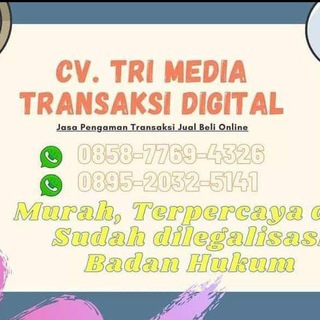 CV. TRI MEDIA
TRANSAKSI DIGITAL
Jasa Pengaman Transaksi Jual Beli Online
0858-7769-4326
0895-2032-5141
Murah, Terpercaya d
Sudah dilegalisasi
Badan Hukum